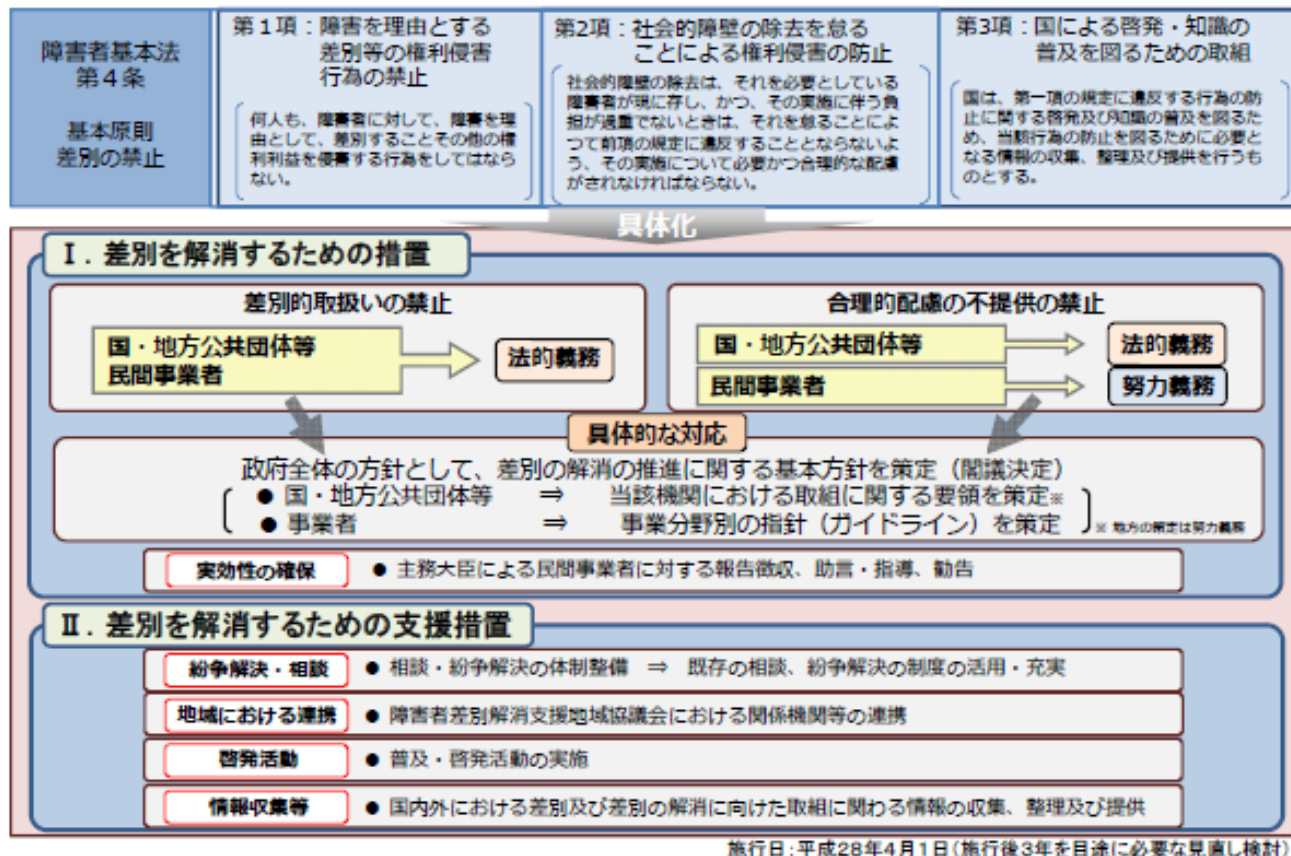 障害者基本法
第4条
基本原則
差別の禁止
第1項：障害を理由とする
差別等の権利侵害
行為の禁止
何人も、障害者に対して、障害を理
由として、差別することその他の権
利利益を侵害する行為をしてはなら
ない。
第2項：社会的障壁の除去を怠る
ことによる権利侵害の防止
社会的障壁の除去は、それを必要としている
障害者が現に存し、かつ、その実施に伴う負
担が過重でないときは、それを怠ることによ
つて前項の規定に違反することとならないよ
う、その実施について必要かつ合理的な配慮
がされなければならない。
第3項：国による啓発・知識の
普及を図るための取組
国は、第一項の規定に違反する行為の防
止に関する啓発及び知識の普及を図るた
め、当該行為の防止を図るために必要と
なる情報の収集、整理及び提供を行うも
のとする。
具体化
Ⅰ．差別を解消するための措置
差別的取扱いの禁止
国・地方公共団体等
民間事業者
法的義務
合理的配慮の不提供の禁止
国・地方公共団体等
法的義務
民間事業者
努力義務
具体的な対応
政府全体の方針として、差別の解消の推進に関する基本方針を策定（閣議決定）
● 国・地方公共団体等 ⇒ 当該機関における取組に関する要領を策定※
● 事業者 ⇒ 事業分野別の指針（ガイドライン）を策定
※ 地方の策定は努力義務
実効性の確保 ● 主務大臣による民間事業者に対する報告徴収、助言・指導、勧告
Ⅱ．差別を解消するための支援措置
紛争解決・相談 ● 相談・紛争解決の体制整備 ⇒ 既存の相談、紛争解決の制度の活用・充実
地域における連携 ● 障害者差別解消支援地域協議会における関係機関等の連携
啓発活動 ● 普及・啓発活動の実施
情報収集等 ● 国内外における差別及び差別の解消に向けた取組に関わる情報の収集、整理及び提供
施行日：平成28年4月1日（施行後3年を目途に必要な見直し検討）